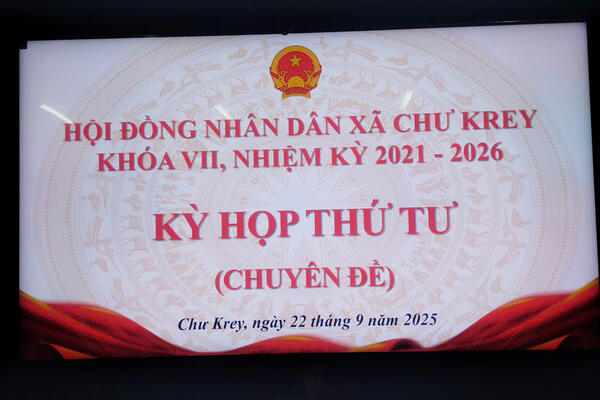 HỘI ĐỒNG NHÂN DÂN XÃ CHƯ KREY
KHÓA VII, NHIỆM KỲ 2021 - 2026
KỲ HỌP THỨ TƯ
(CHUYÊN ĐỀ)
Chư Krey, ngày 22 tháng 9 năm 2025